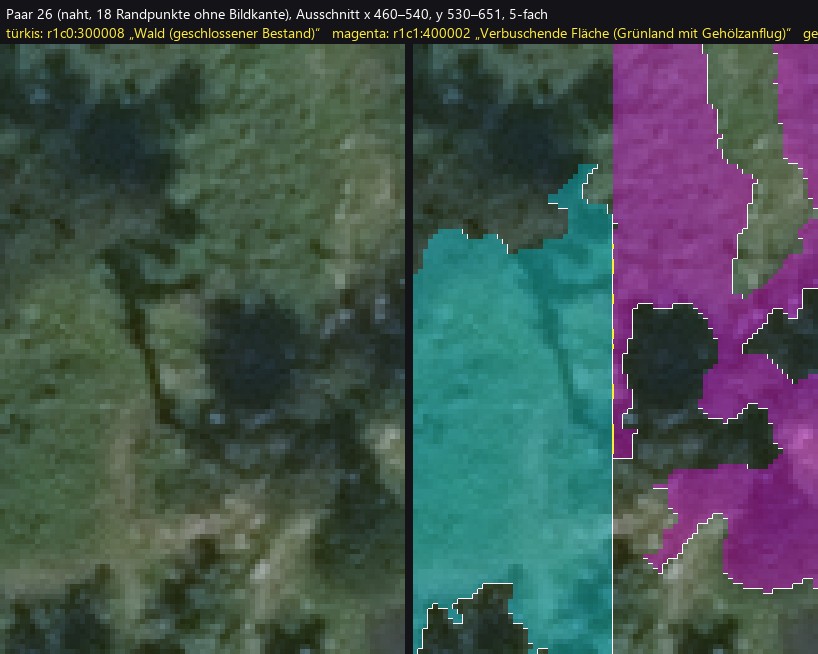 Paar 26 (naht, 18 Randpunkte ohne Bildkante), Ausschnitt x 460–540, y 530–651, 5-fach
türkis: r1c0:300008 „Wald (geschlossener Bestand)“ magenta: r1c1:400002 „Verbuschende Fläche (Grünland mit Gehölzanflug)“ ge